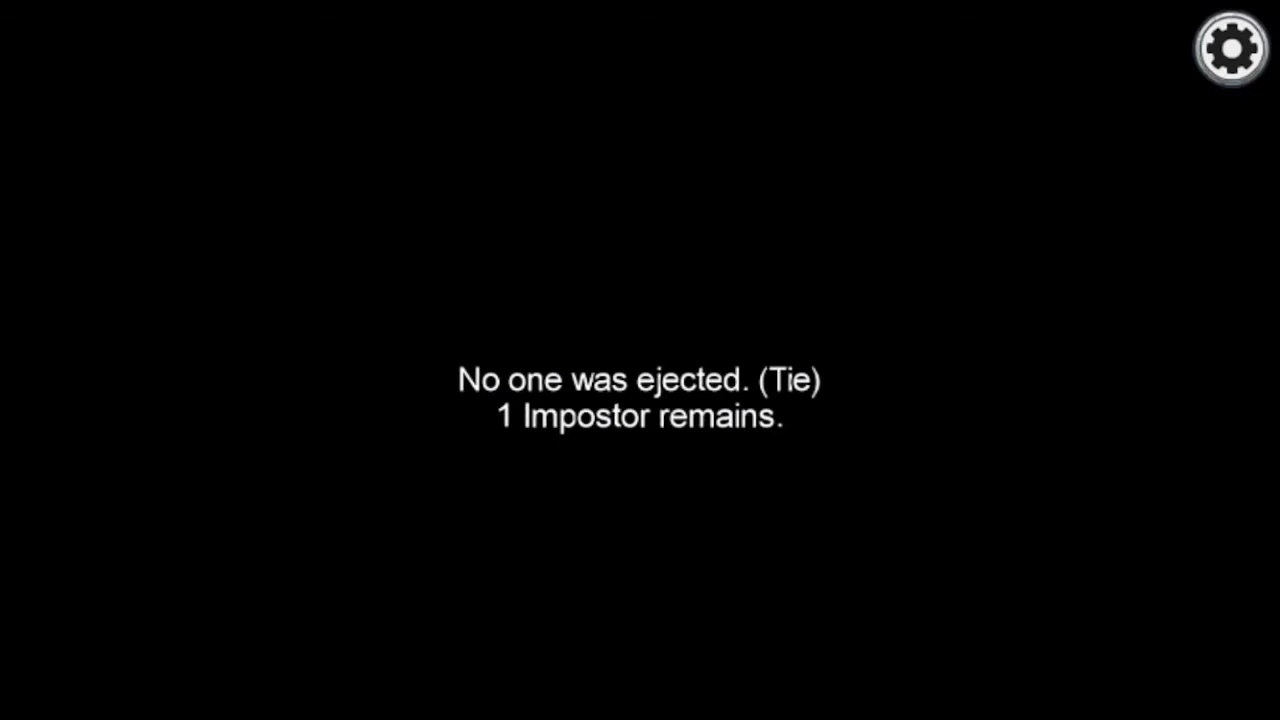 No one was ejected. (Tie)
1 Impostor remains.